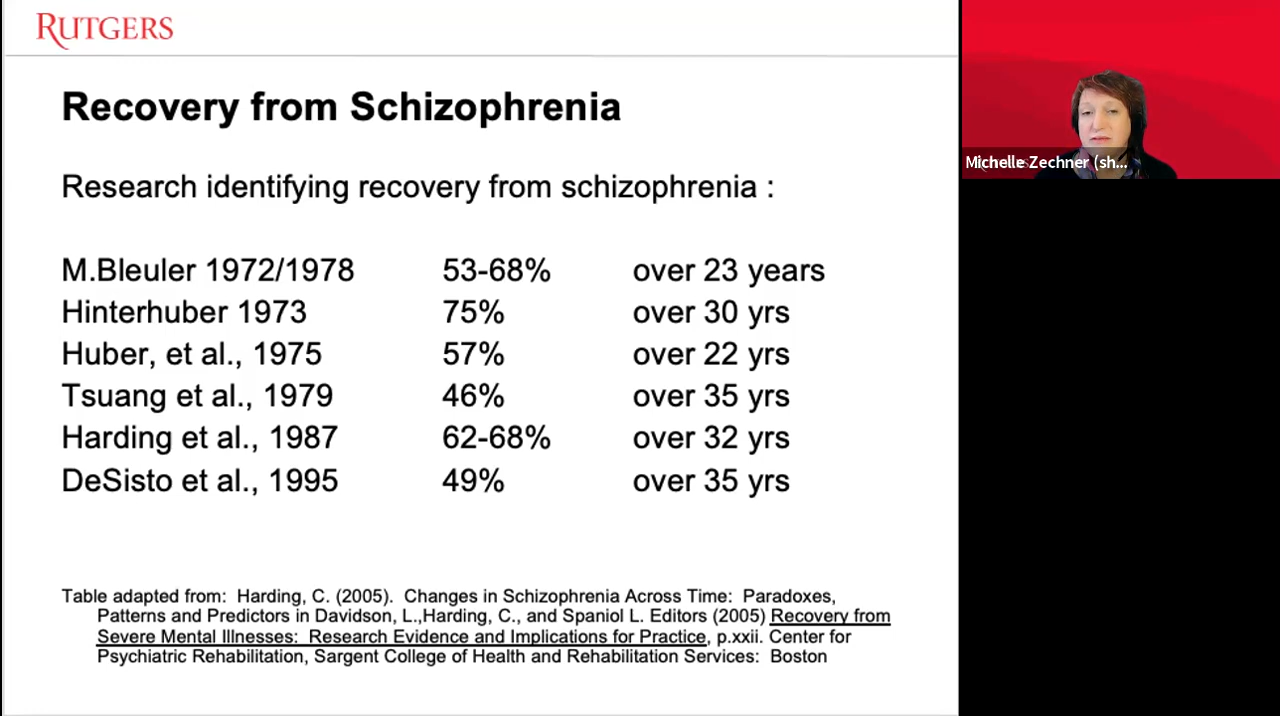 RUTGERS
Recovery from Schizophrenia
Research identifying recovery from schizophrenia :
M.Bleuler 1972/1978 53-68% over 23 years
Hinterhuber 1973 75% over 30 yrs
Huber, et al., 1975 57% over 22 yrs
Tsuang et al., 1979 46% over 35 yrs
Harding et al., 1987 62-68% over 32 yrs
DeSisto et al., 1995 49% over 35 yrs
Table adapted from: Harding, C. (2005). Changes in Schizophrenia Across Time: Paradoxes,
Patterns and Predictors in Davidson, L.,Harding, C., and Spaniol L. Editors (2005) Recovery from
Severe Mental Illnesses: Research Evidence and Implications for Practice, p.xxii. Center for
Psychiatric Rehabilitation, Sargent College of Health and Rehabilitation Services: Boston
Michelle Zechner (sh...